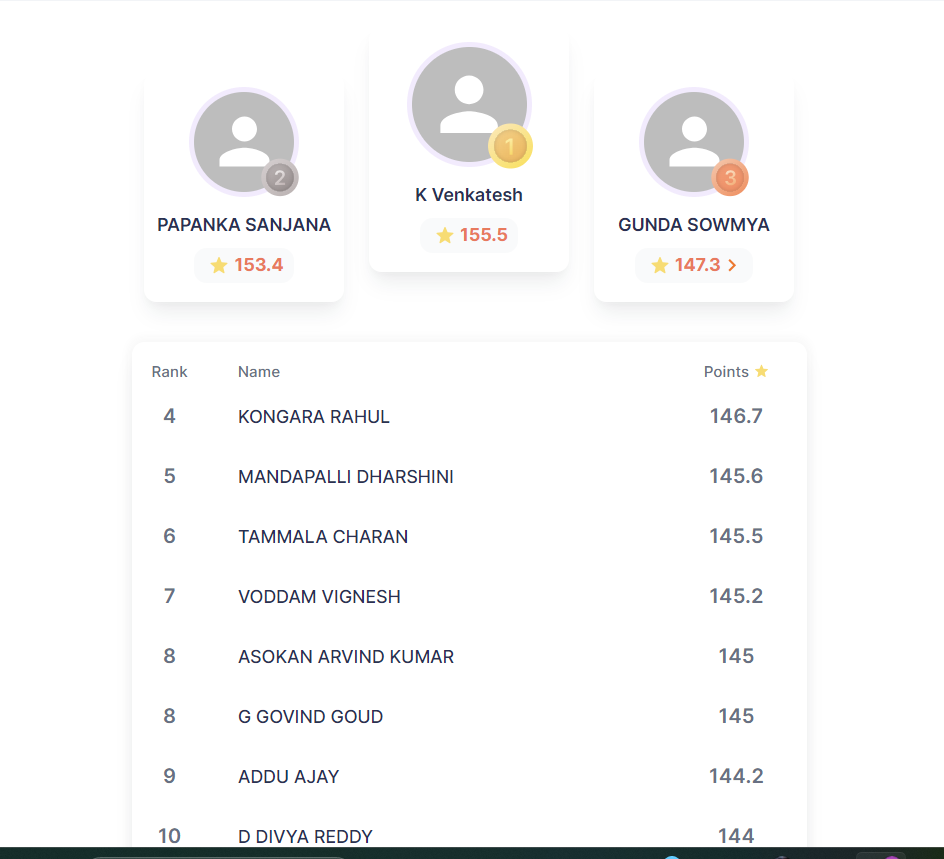 1
K Venkatesh
155.5
2
PAPANKA SANJANA
153.4
3
GUNDA SOWMYA
147.3
Rank Name Points
4 KONGARA RAHUL 146.7
5 MANDAPALLI DHARSHINI 145.6
6 TAMMALA CHARAN 145.5
7 VODDAM VIGNESH 145.2
8 ASOKAN ARVIND KUMAR 145
8 G GOVIND GOUD 145
9 ADDU AJAY 144.2
10 D DIVYA REDDY 144